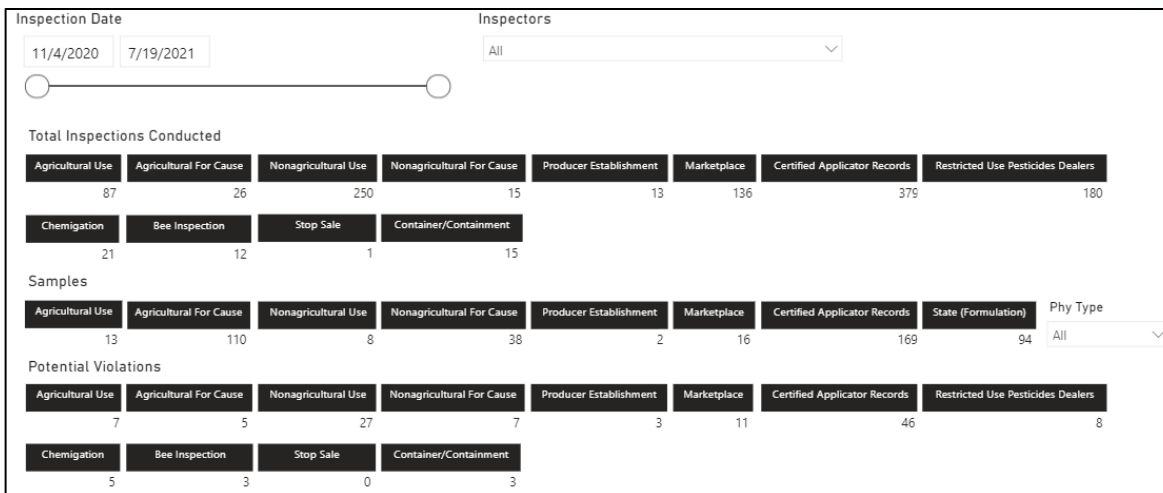 Inspection Date Inspectors
11/4/2020 7/19/2021 All
Total Inspections Conducted
Agricultural Use Agricultural For Cause Nonagricultural Use Nonagricultural For Cause Producer Establishment Marketplace Certified Applicator Records Restricted Use Pesticides Dealers
87 26 250 15 13 136 379 180
Chemigation Bee Inspection Stop Sale Container/Containment
21 12 1 15
Samples
Agricultural Use Agricultural For Cause Nonagricultural Use Nonagricultural For Cause Producer Establishment Marketplace Certified Applicator Records State (Formulation) Phy Type
13 110 8 38 2 16 169 94 All
Potential Violations
Agricultural Use Agricultural For Cause Nonagricultural Use Nonagricultural For Cause Producer Establishment Marketplace Certified Applicator Records Restricted Use Pesticides Dealers
7 5 27 7 3 11 46 8
Chemigation Bee Inspection Stop Sale Container/Containment
5 3 0 3